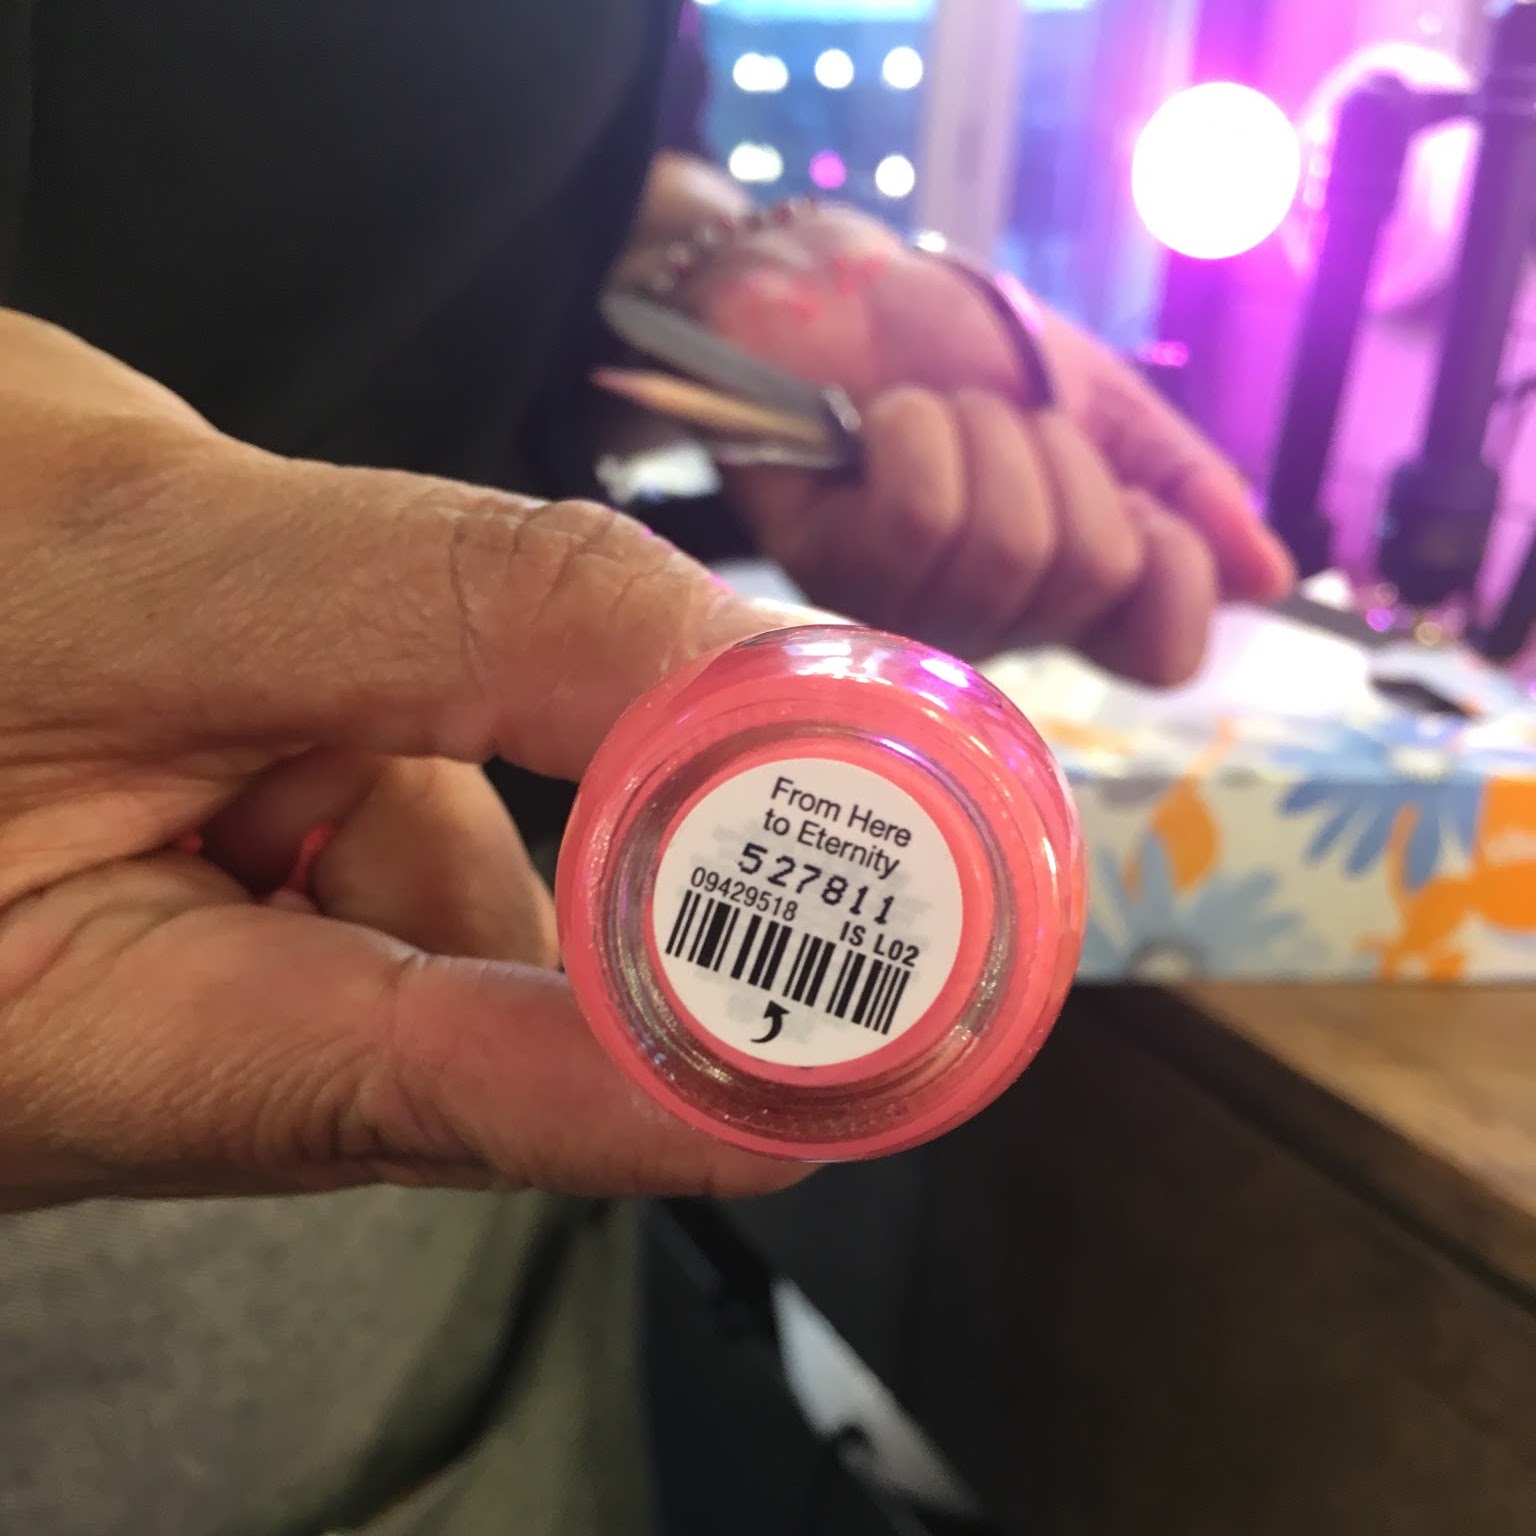 From Here
to Eternity
527811
09429518
IS L02